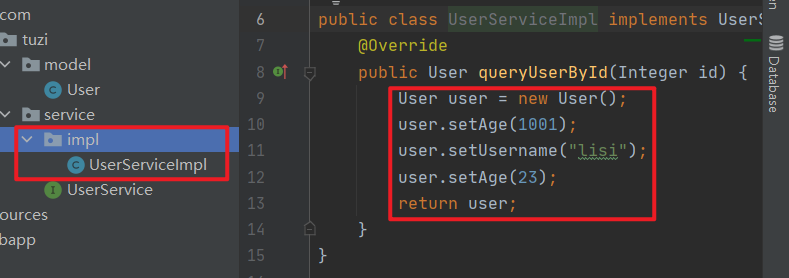 com
tuzi
model
C User
service
impl
C UserServiceImpl
I UserService
ources
bapp
6 public class UserServiceImpl implements UserS
7 @Override
8 public User queryUserById(Integer id) {
9 User user = new User();
10 user.setAge(1001);
11 user.setUsername("lisi");
12 user.setAge(23);
13 return user;
14 }
15 }
Database